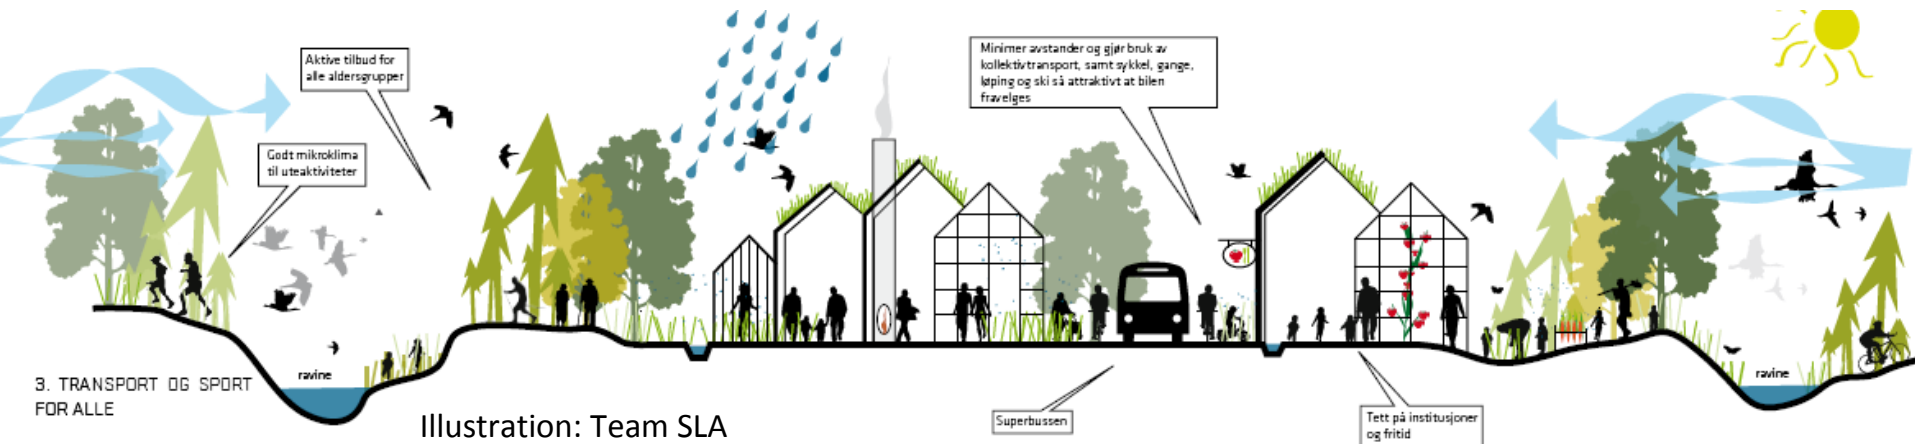 Aktive tilbud for
alle aldersgrupper
Godt mikroklima
til uteaktiviteter
Minimer avstander og gjør bruk av
kollektivtransport, samt sykkel, gange,
løping og ski så attraktivt at bilen
fravelges
ravine
ravine
3. TRANSPORT OG SPORT
FOR ALLE
Superbussen
Tett på institusjoner
og fritid
Illustration: Team SLA